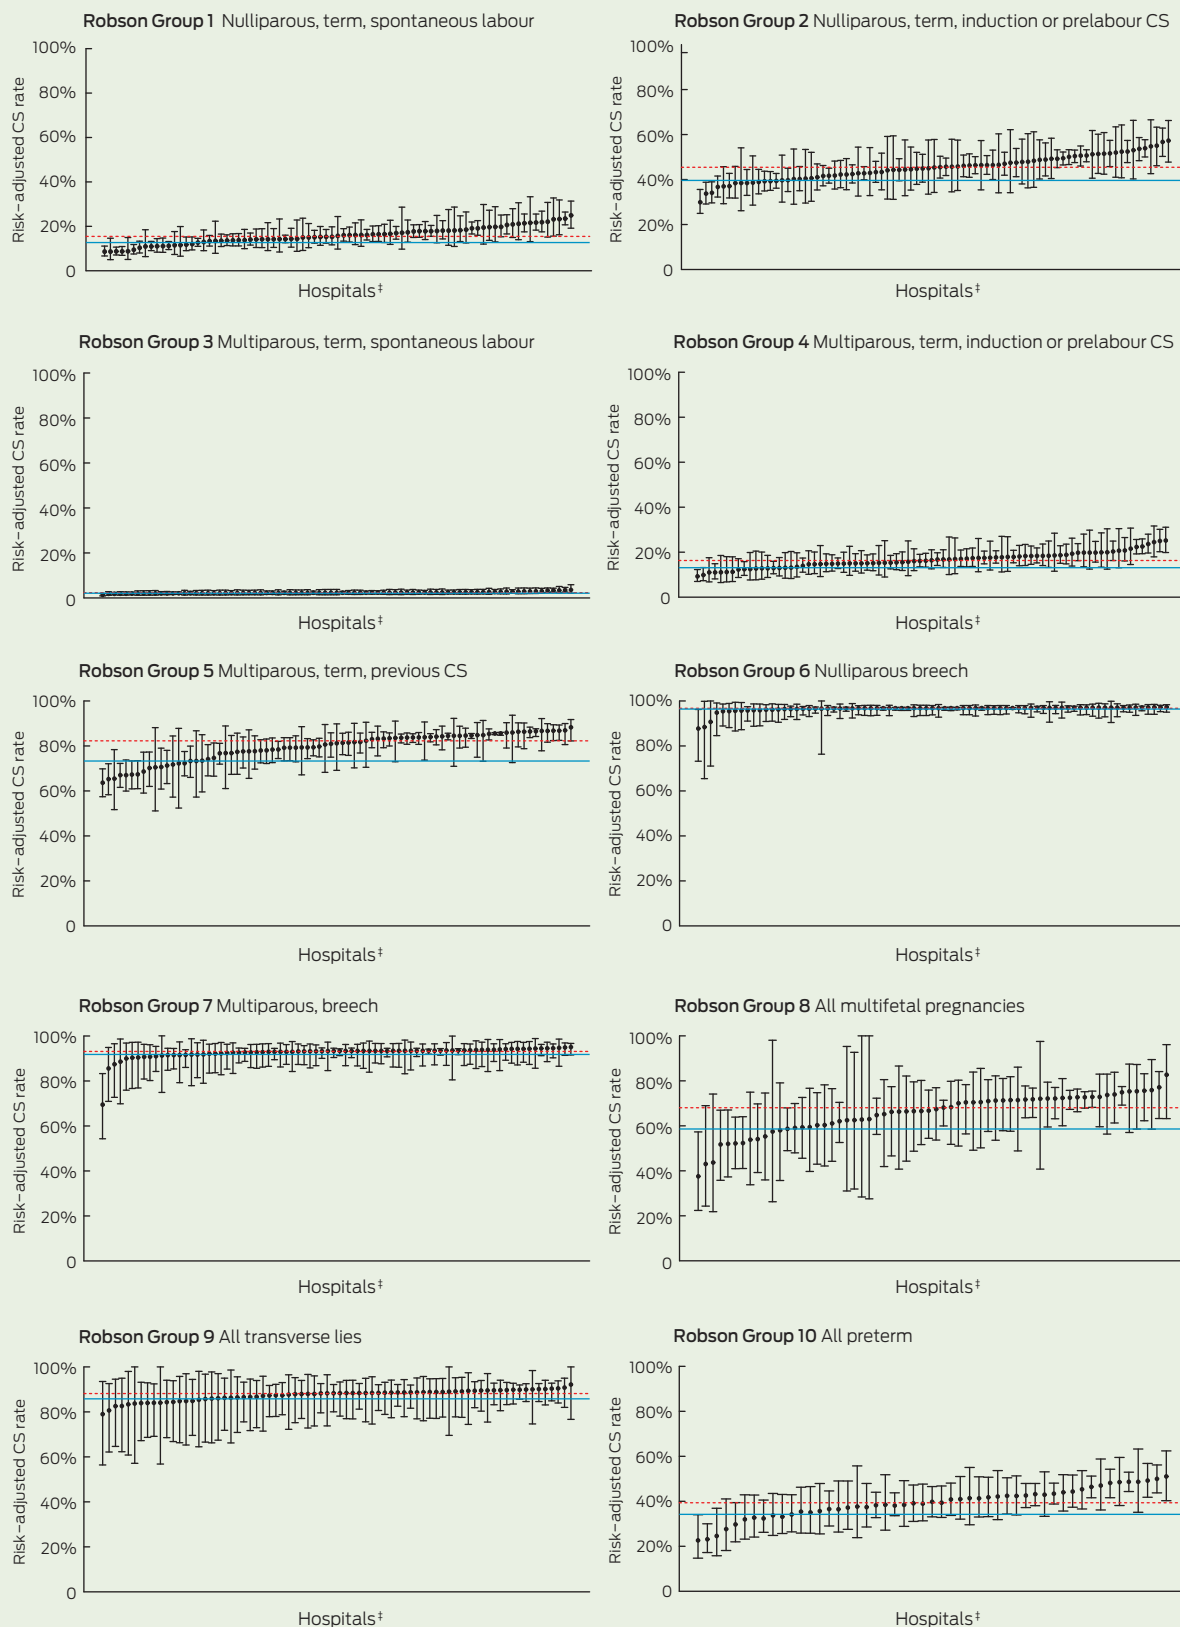 Robson Group 1 Nulliparous, term, spontaneous labour
Risk–adjusted CS rate
100%
80%
60%
40%
20%
0
Hospitals‡
Robson Group 2 Nulliparous, term, induction or prelabour CS
Risk–adjusted CS rate
100%
80%
60%
40%
20%
0
Hospitals‡
Robson Group 3 Multiparous, term, spontaneous labour
Risk–adjusted CS rate
100%
80%
60%
40%
20%
0
Hospitals‡
Robson Group 4 Multiparous, term, induction or prelabour CS
Risk–adjusted CS rate
100%
80%
60%
40%
20%
0
Hospitals‡
Robson Group 5 Multiparous, term, previous CS
Risk–adjusted CS rate
100%
80%
60%
40%
20%
0
Hospitals‡
Robson Group 6 Nulliparous breech
Risk–adjusted CS rate
100%
80%
60%
40%
20%
0
Hospitals‡
Robson Group 7 Multiparous, breech
Risk–adjusted CS rate
100%
80%
60%
40%
20%
0
Hospitals‡
Robson Group 8 All multifetal pregnancies
Risk–adjusted CS rate
100%
80%
60%
40%
20%
0
Hospitals‡
Robson Group 9 All transverse lies
Risk–adjusted CS rate
100%
80%
60%
40%
20%
0
Hospitals‡
Robson Group 10 All preterm
Risk–adjusted CS rate
100%
80%
60%
40%
20%
0
Hospitals‡